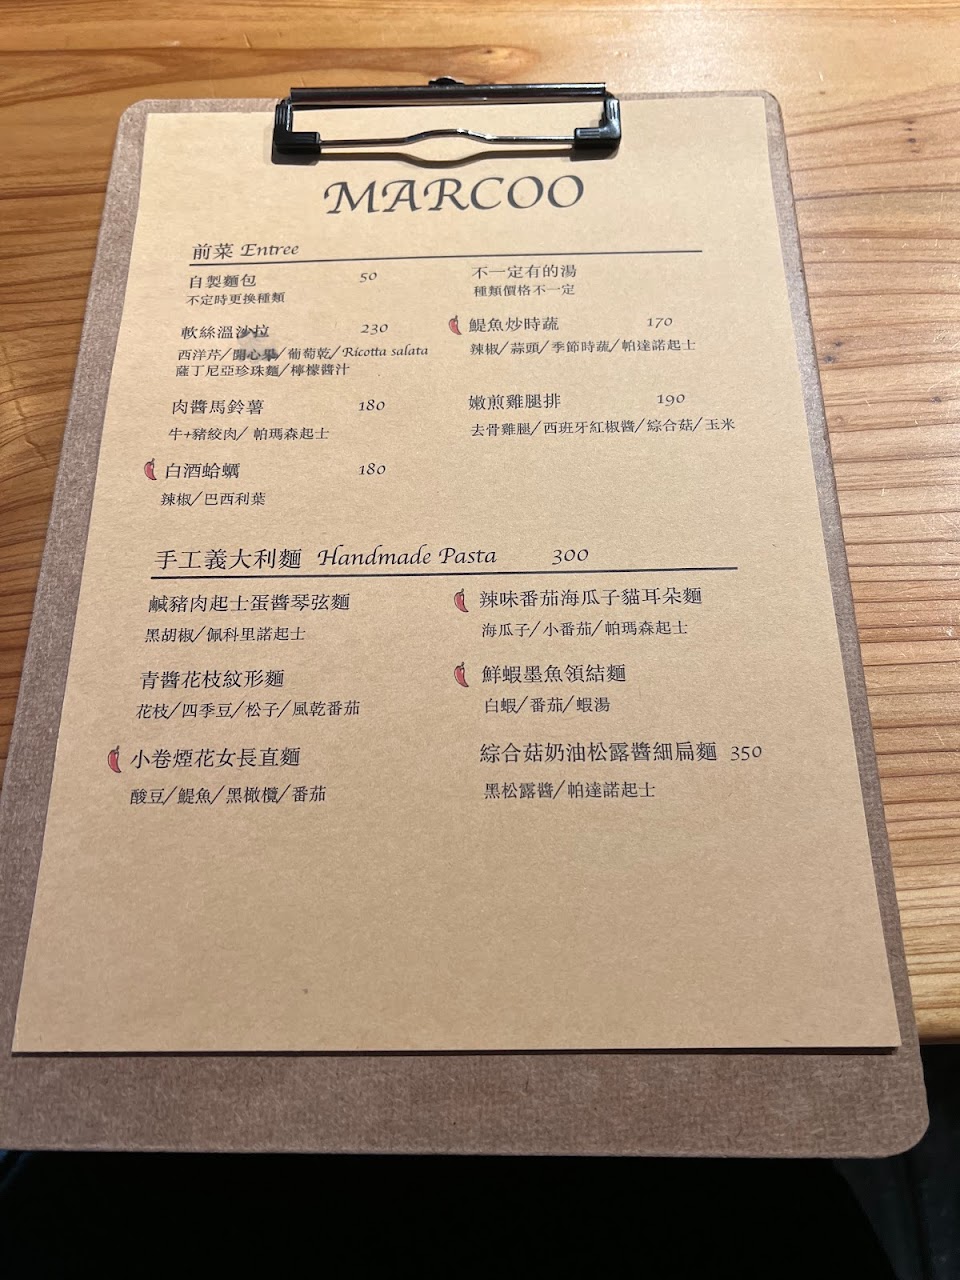 MARCOO
前菜 Entree
自製麵包 50
不定時更換種類
不一定有的湯
種類價格不一定
軟絲溫沙拉 230
西洋芹/開心果/葡萄乾/Ricotta salata
薩丁尼亞珍珠麵/檸檬醬汁
鯷魚炒時蔬 170
辣椒/蒜頭/季節時蔬/帕達諾起士
肉醬馬鈴薯 180
牛+豬絞肉/ 帕瑪森起士
嫩煎雞腿排 190
去骨雞腿/西班牙紅椒醬/綜合菇/玉米
白酒蛤蠣 180
辣椒/巴西利葉
手工義大利麵 Handmade Pasta 300
鹹豬肉起士蛋醬琴弦麵
黑胡椒/佩科里諾起士
辣味番茄海瓜子貓耳朵麵
海瓜子/小番茄/帕瑪森起士
青醬花枝紋形麵
花枝/四季豆/松子/風乾番茄
鮮蝦墨魚領結麵
白蝦/番茄/蝦湯
小卷煙花女長直麵
酸豆/鯷魚/黑橄欖/番茄
綜合菇奶油松露醬細扁麵 350
黑松露醬/帕達諾起士